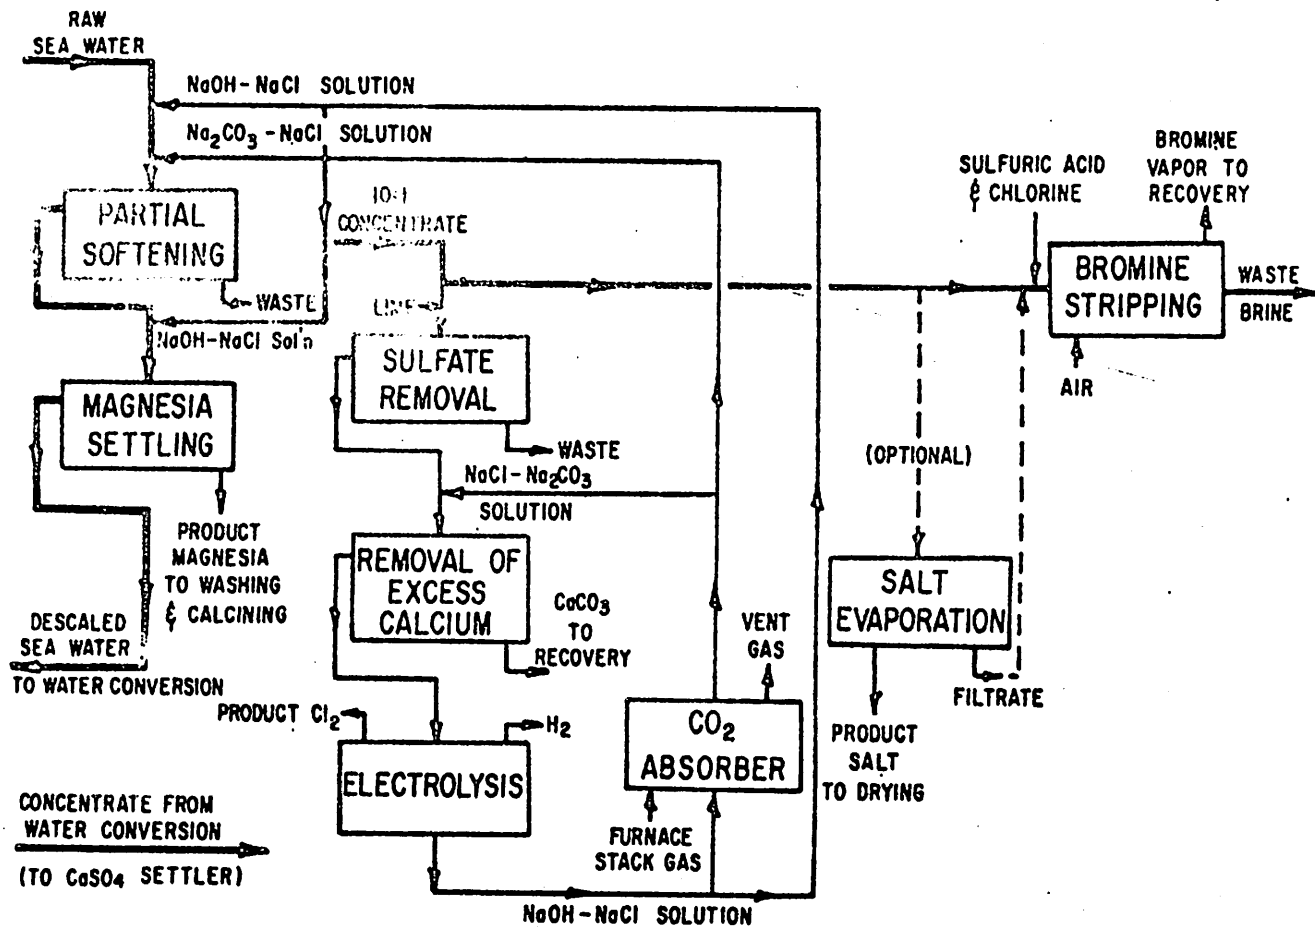 RAW
SEA WATER
NaOH-NaCl SOLUTION
Na2CO3-NaCl SOLUTION
PARTIAL
SOFTENING
WASTE
NaOH-NaCl Sol'n
MAGNESIA
SETTLING
PRODUCT
MAGNESIA
TO WASHING
& CALCINING
DESCALED
SEA WATER
TO WATER CONVERSION
10:1
CONCENTRATE
LIME
SULFATE
REMOVAL
WASTE
NaCl-Na2CO3
SOLUTION
REMOVAL OF
EXCESS
CALCIUM
CaCO3
TO
RECOVERY
PRODUCT Cl2
H2
ELECTROLYSIS
NaOH-NaCl SOLUTION
VENT
GAS
CO2
ABSORBER
FURNACE
STACK GAS
SULFURIC ACID
& CHLORINE
BROMINE
VAPOR TO
RECOVERY
BROMINE
STRIPPING
WASTE
BRINE
AIR
(OPTIONAL)
SALT
EVAPORATION
FILTRATE
PRODUCT
SALT
TO DRYING
CONCENTRATE FROM
WATER CONVERSION
(TO CaSO4 SETTLER)